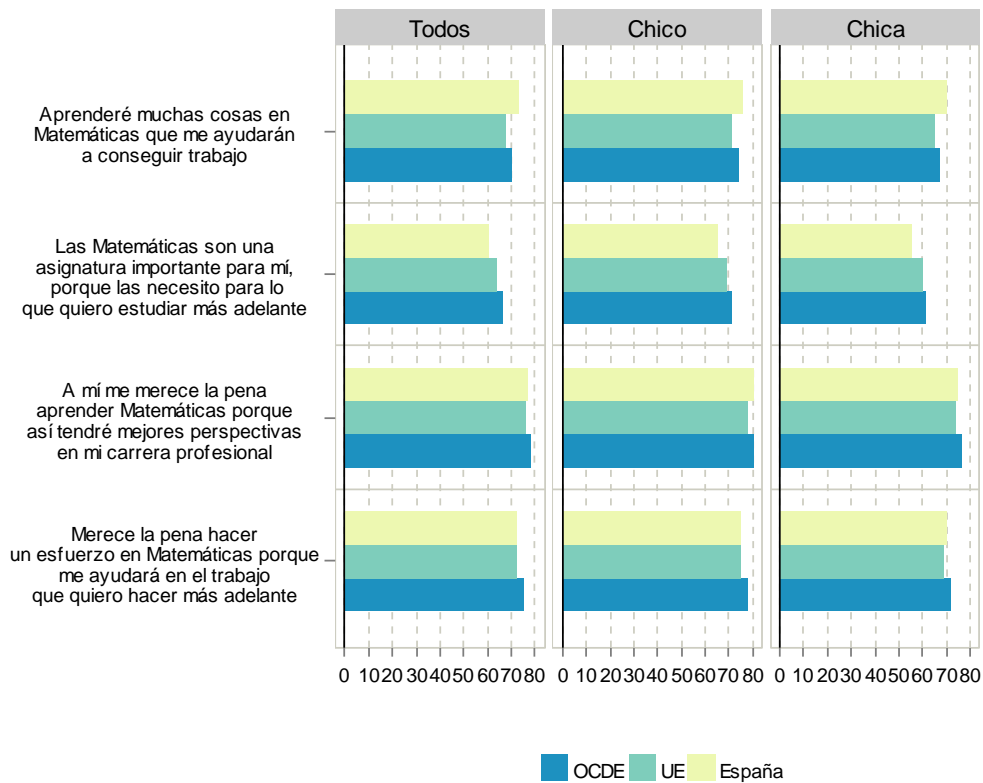 Todos
Chico
Chica
Aprenderé muchas cosas en
Matemáticas que me ayudarán
a conseguir trabajo
Las Matemáticas son una
asignatura importante para mí,
porque las necesito para lo
que quiero estudiar más adelante
A mí me merece la pena
aprender Matemáticas porque
así tendré mejores perspectivas
en mi carrera profesional
Merece la pena hacer
un esfuerzo en Matemáticas porque
me ayudará en el trabajo
que quiero hacer más adelante
0 10 20 30 40 50 60 70 80
0 10 20 30 40 50 60 70 80
0 10 20 30 40 50 60 70 80
OCDE UE España